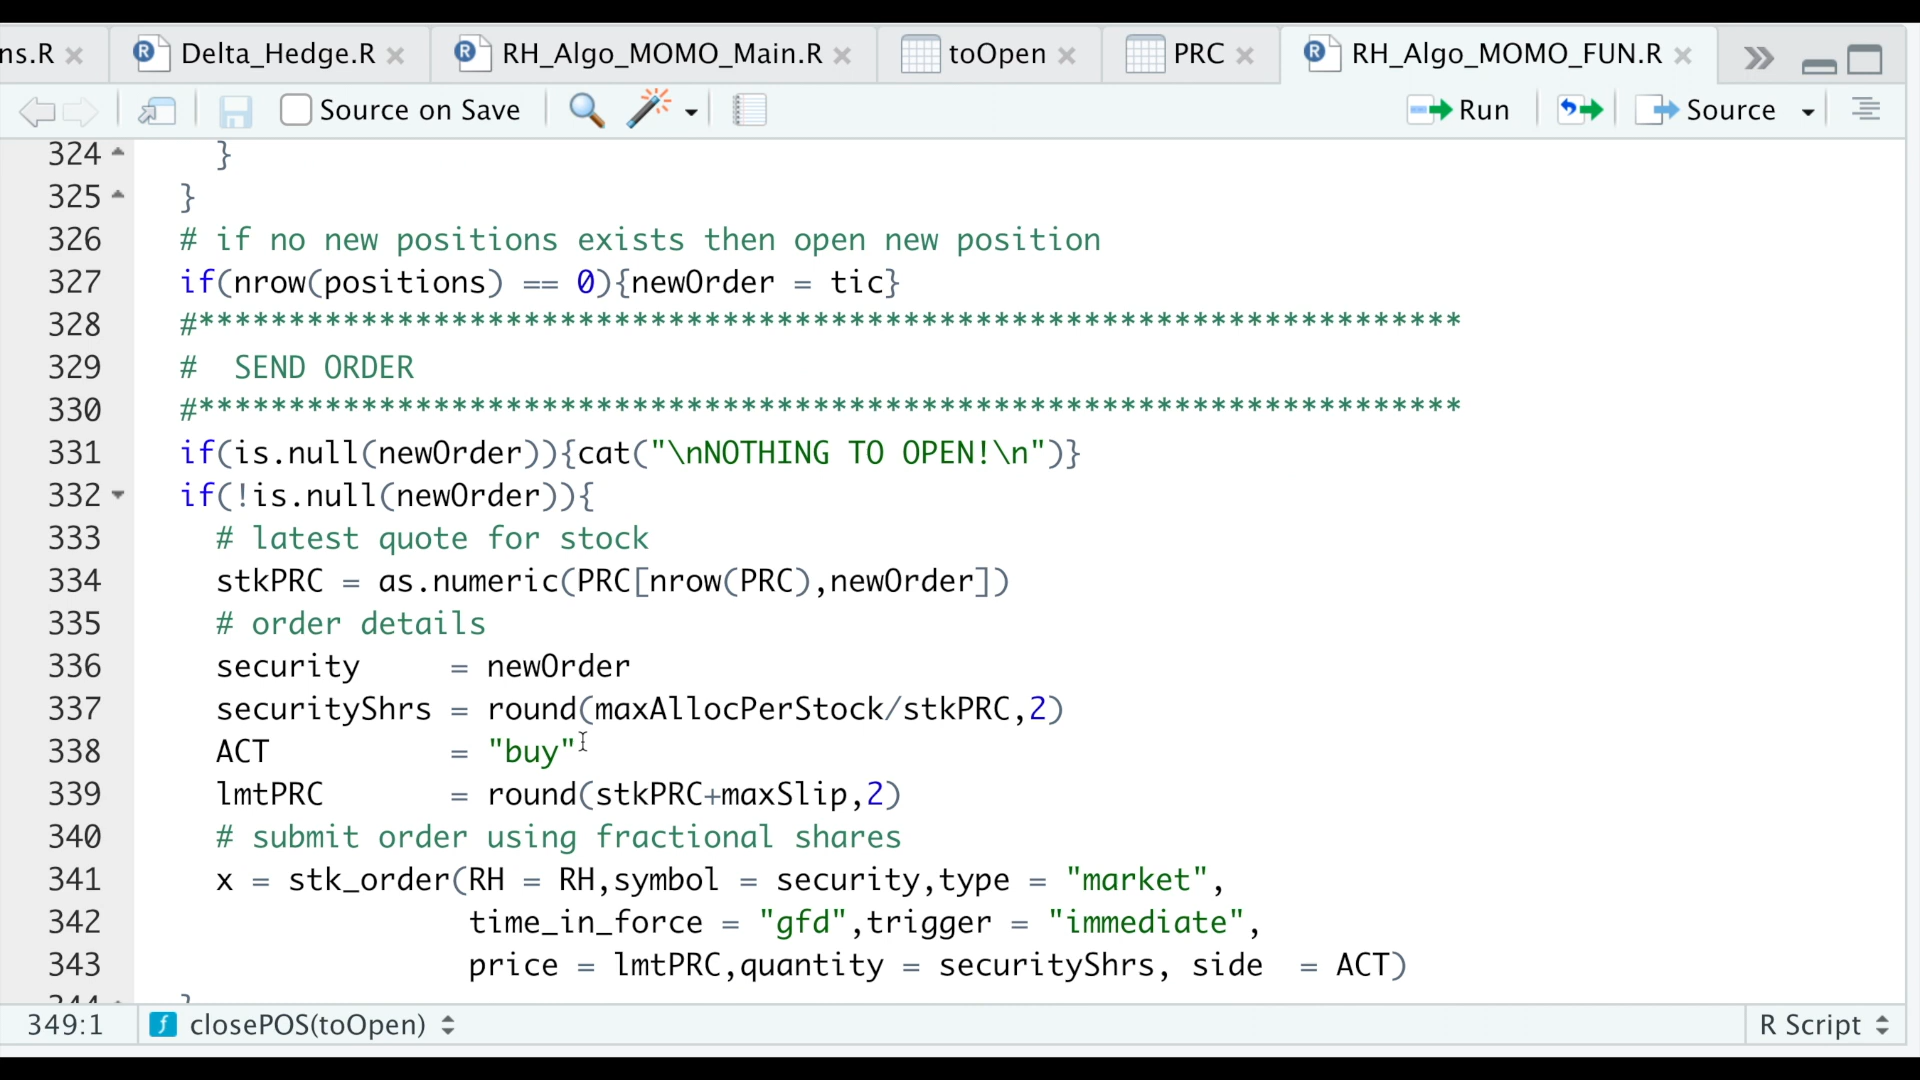 ns.R Delta_Hedge.R RH_Algo_MOMO_Main.R toOpen PRC RH_Algo_MOMO_FUN.R
Source on Save Run Source
324 }
325 }
326 # if no new positions exists then open new position
327 if(nrow(positions) == 0){newOrder = tic}
328 #**********************************************************************
329 #  SEND ORDER
330 #**********************************************************************
331 if(is.null(newOrder)){cat("\nNOTHING TO OPEN!\n")}
332 if(!is.null(newOrder)){
333 # latest quote for stock
334 stkPRC = as.numeric(PRC[nrow(PRC),newOrder])
335 # order details
336 security     = newOrder
337 securityShrs = round(maxAllocPerStock/stkPRC,2)
338 ACT          = "buy"
339 lmtPRC       = round(stkPRC+maxSlip,2)
340 # submit order using fractional shares
341 x = stk_order(RH = RH,symbol = security,type = "market",
342 time_in_force = "gfd",trigger = "immediate",
343 price = lmtPRC,quantity = securityShrs, side  = ACT)
344 }
349:1 closePOS(toOpen) R Script